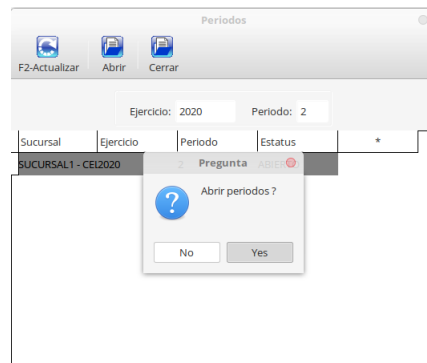 Periodos
F2-Actualizar Abrir Cerrar
Ejercicio: 2020 Periodo: 2
Sucursal Ejercicio Periodo Estatus *
SUCURSAL1 - CEI2020 2
Pregunta
Abrir periodos ?
No Yes